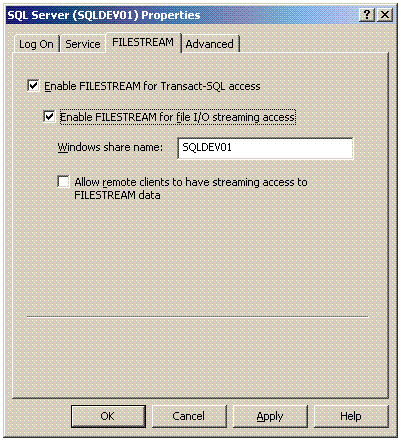 SQL Server (SQLDEV01) Properties
Log On Service FILESTREAM Advanced
Enable FILESTREAM for Transact-SQL access
Enable FILESTREAM for file I/O streaming access
Windows share name: SQLDEV01
Allow remote clients to have streaming access to
FILESTREAM data
OK Cancel Apply Help